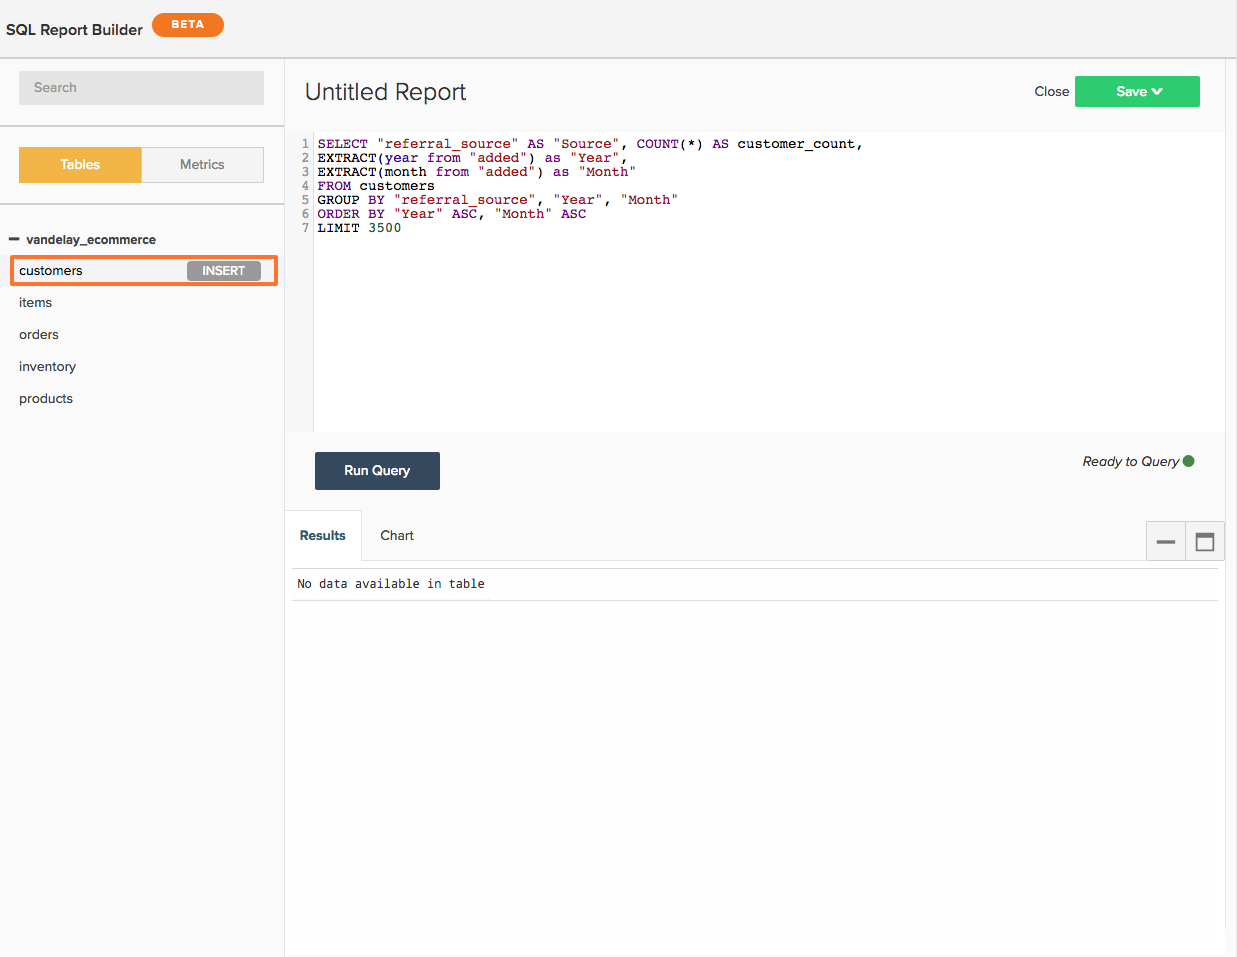 SQL Report Builder BETA
Search
Tables Metrics
vandelay_ecommerce
customers INSERT
items
orders
inventory
products
Untitled Report
Close Save
1 SELECT "referral_source" AS "Source", COUNT(*) AS customer_count,
2 EXTRACT(year from "added") as "Year",
3 EXTRACT(month from "added") as "Month"
4 FROM customers
5 GROUP BY "referral_source", "Year", "Month"
6 ORDER BY "Year" ASC, "Month" ASC
7 LIMIT 3500
Run Query
Ready to Query
Results Chart
No data available in table